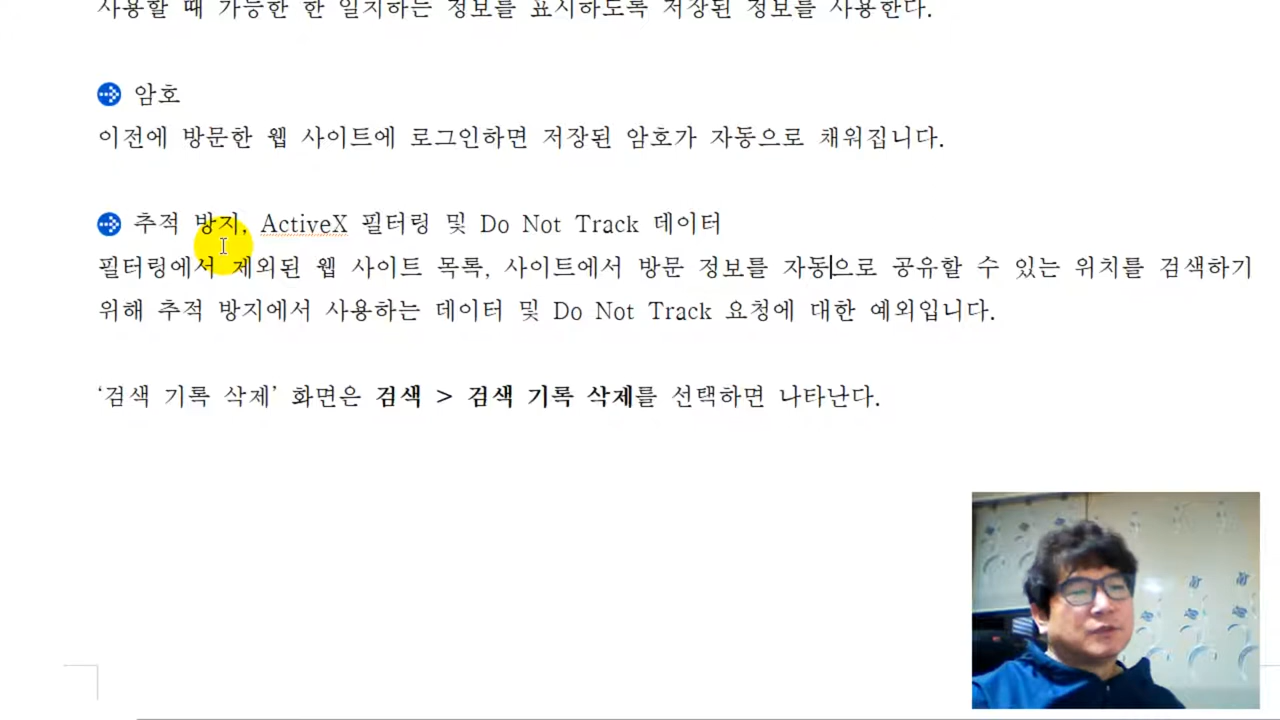 사용할 때 가능한 한 일치하는 정보를 표시하도록 저장된 정보를 사용한다.
암호
이전에 방문한 웹 사이트에 로그인하면 저장된 암호가 자동으로 채워집니다.
추적 방지, ActiveX 필터링 및 Do Not Track 데이터
필터링에서 제외된 웹 사이트 목록, 사이트에서 방문 정보를 자동으로 공유할 수 있는 위치를 검색하기
위해 추적 방지에서 사용하는 데이터 및 Do Not Track 요청에 대한 예외입니다.
‘검색 기록 삭제’ 화면은 검색 > 검색 기록 삭제를 선택하면 나타난다.